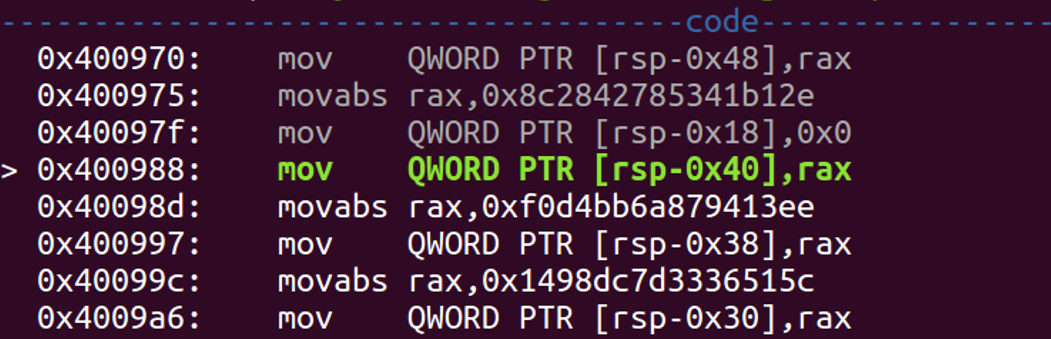 code
0x400970: mov QWORD PTR [rsp-0x48],rax
0x400975: movabs rax,0x8c2842785341b12e
0x40097f: mov QWORD PTR [rsp-0x18],0x0
> 0x400988: mov QWORD PTR [rsp-0x40],rax
0x40098d: movabs rax,0xf0d4bb6a879413ee
0x400997: mov QWORD PTR [rsp-0x38],rax
0x40099c: movabs rax,0x1498dc7d3336515c
0x4009a6: mov QWORD PTR [rsp-0x30],rax